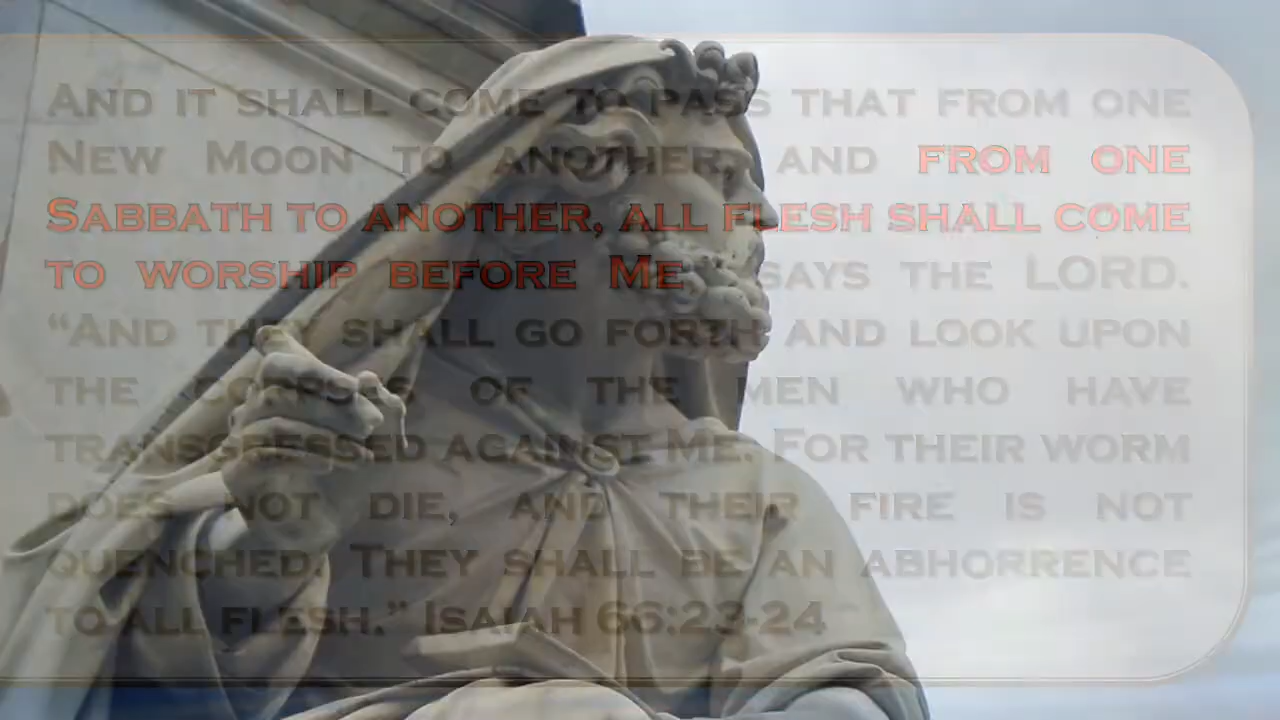 And it shall come to pass that from one
New Moon to another, and from one
Sabbath to another, all flesh shall come
to worship before Me says the LORD.
“And they shall go forth and look upon
the corpses of the men who have
transgressed against Me. For their worm
does not die, and their fire is not
quenched. They shall be an abhorrence
to all flesh.” Isaiah 66:23-24